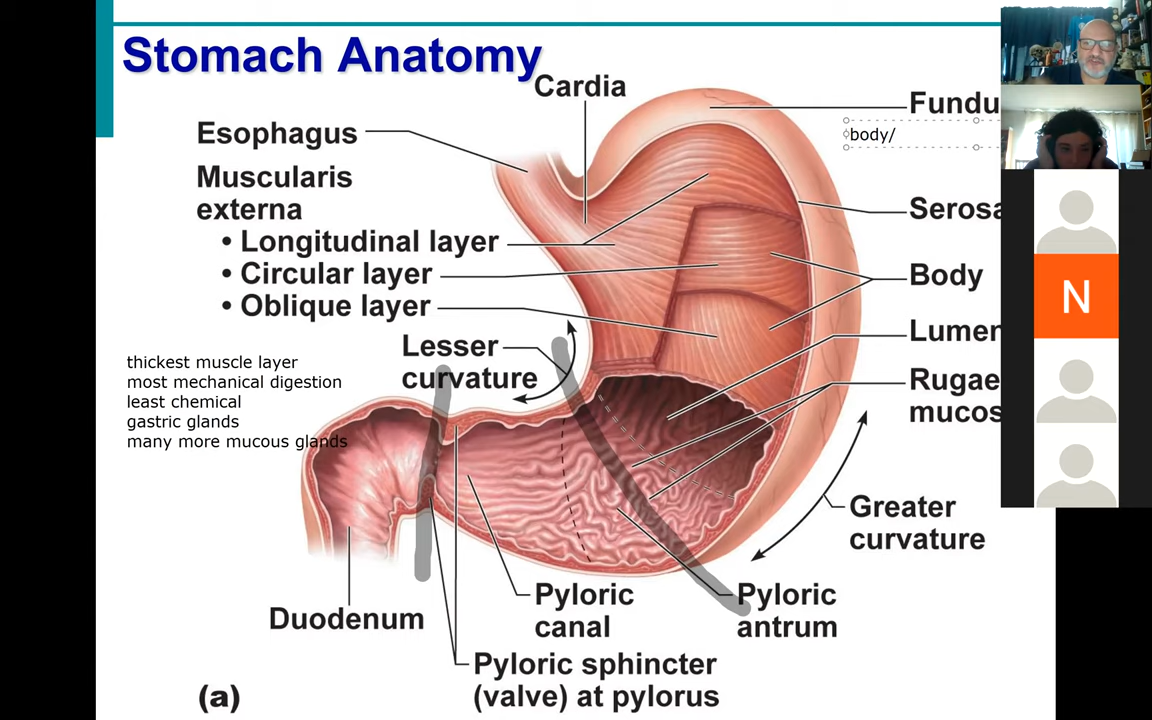 Stomach Anatomy
Cardia
Fundu
body/
Esophagus
Muscularis
externa
• Longitudinal layer
• Circular layer
• Oblique layer
Serosa
Body
Lesser
curvature
Lumen
Rugae
mucos
thickest muscle layer
most mechanical digestion
least chemical
gastric glands
many more mucous glands
N
Greater
curvature
Duodenum
Pyloric
canal
Pyloric
antrum
Pyloric sphincter
(valve) at pylorus
(a)